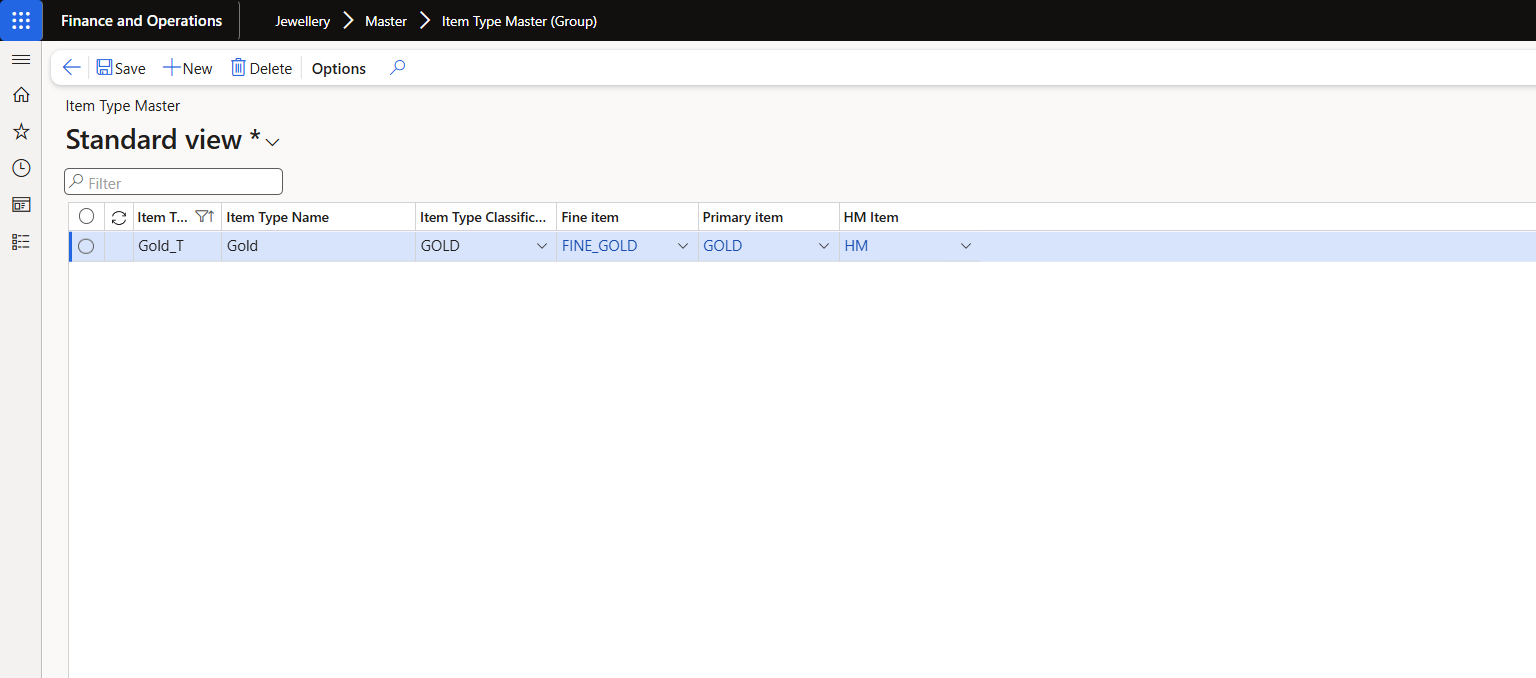 Finance and Operations Jewellery Master Item Type Master (Group)
Save New Delete Options
Item Type Master
Standard view *
Filter
Item T... Item Type Name Item Type Classific... Fine item Primary item HM Item
Gold_T Gold GOLD FINE_GOLD GOLD HM